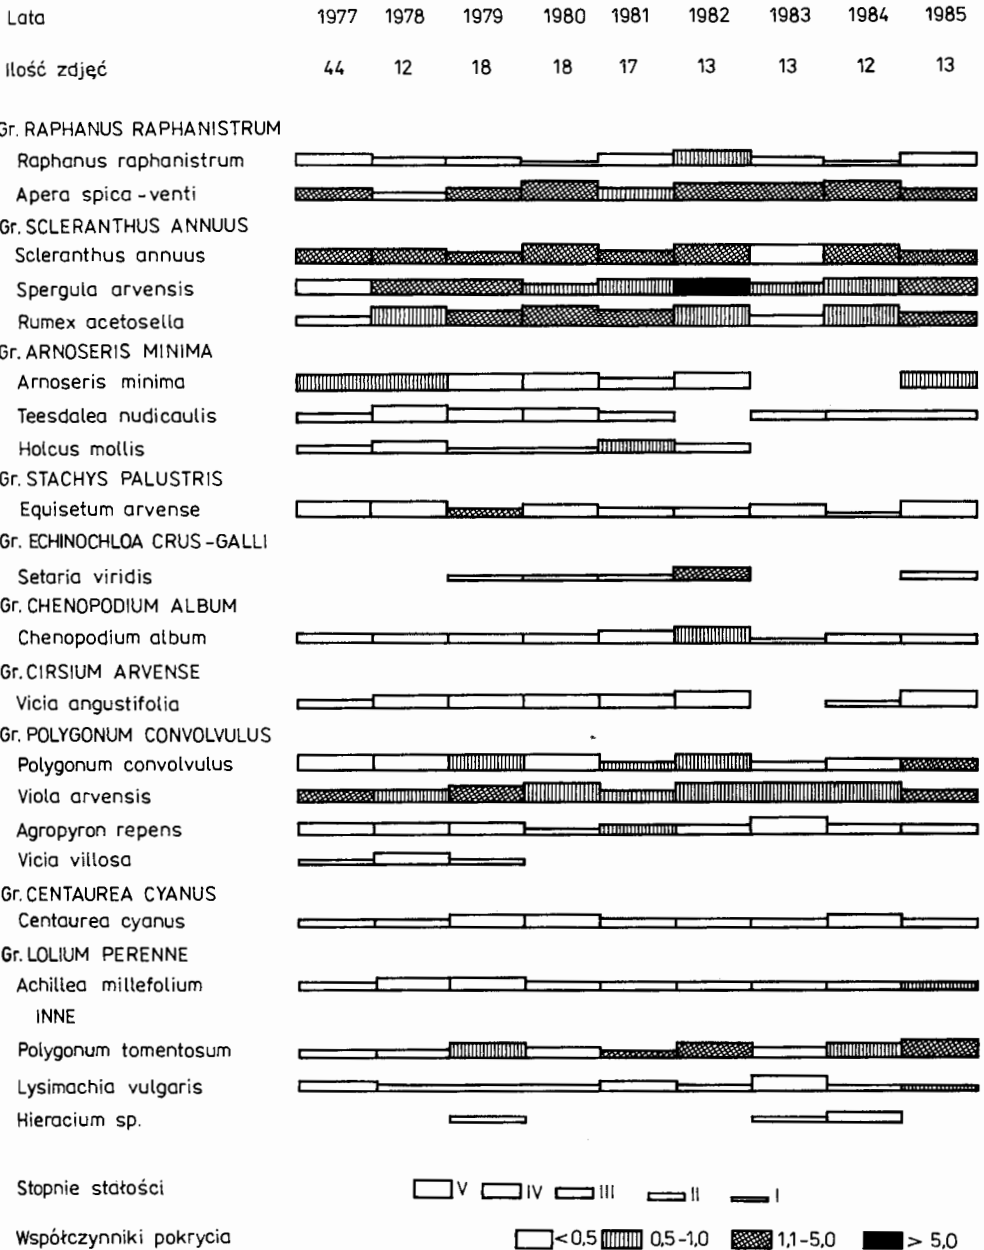 Lata 1977 1978 1979 1980 1981 1982 1983 1984 1985
ilość zdjęć 44 12 18 18 17 13 13 12 13
Gr. RAPHANUS RAPHANISTRUM
Raphanus raphanistrum
Apera spica-venti
Gr. SCLERANTHUS ANNUUS
Scleranthus annuus
Spergula arvensis
Rumex acetosella
Gr. ARNOSERIS MINIMA
Arnoseris minima
Teesdalea nudicaulis
Holcus mollis
Gr. STACHYS PALUSTRIS
Equisetum arvense
Gr. ECHINOCHLOA CRUS-GALLI
Setaria viridis
Gr. CHENOPODIUM ALBUM
Chenopodium album
Gr. CIRSIUM ARVENSE
Vicia angustifolia
Gr. POLYGONUM CONVOLVULUS
Polygonum convolvulus
Viola arvensis
Agropyron repens
Vicia villosa
Gr. CENTAUREA CYANUS
Centaurea cyanus
Gr. LOLIUM PERENNE
Achillea millefolium
INNE
Polygonum tomentosum
Lysimachia vulgaris
Hieracium sp.
Stopnie stałości V IV III II I
Współczynniki pokrycia <0,5 0,5-1,0 1,1-5,0 > 5,0